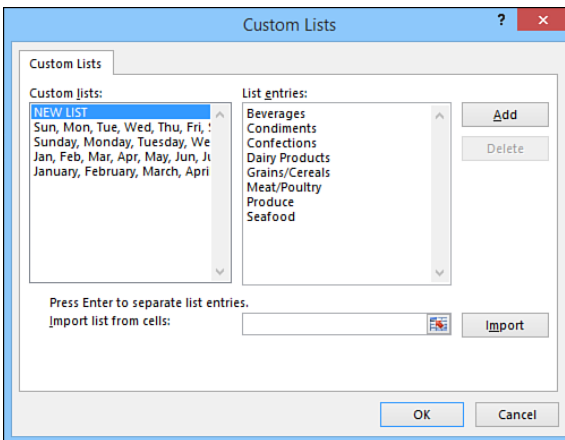 Custom Lists
?
Custom Lists
Custom lists:
NEW LIST
Sun, Mon, Tue, Wed, Thu, Fri,
Sunday, Monday, Tuesday, We
Jan, Feb, Mar, Apr, May, Jun, Ju
January, February, March, Apri
List entries:
Beverages
Condiments
Confections
Dairy Products
Grains/Cereals
Meat/Poultry
Produce
Seafood
Add
Delete
Press Enter to separate list entries.
Import list from cells:
Import
OK
Cancel